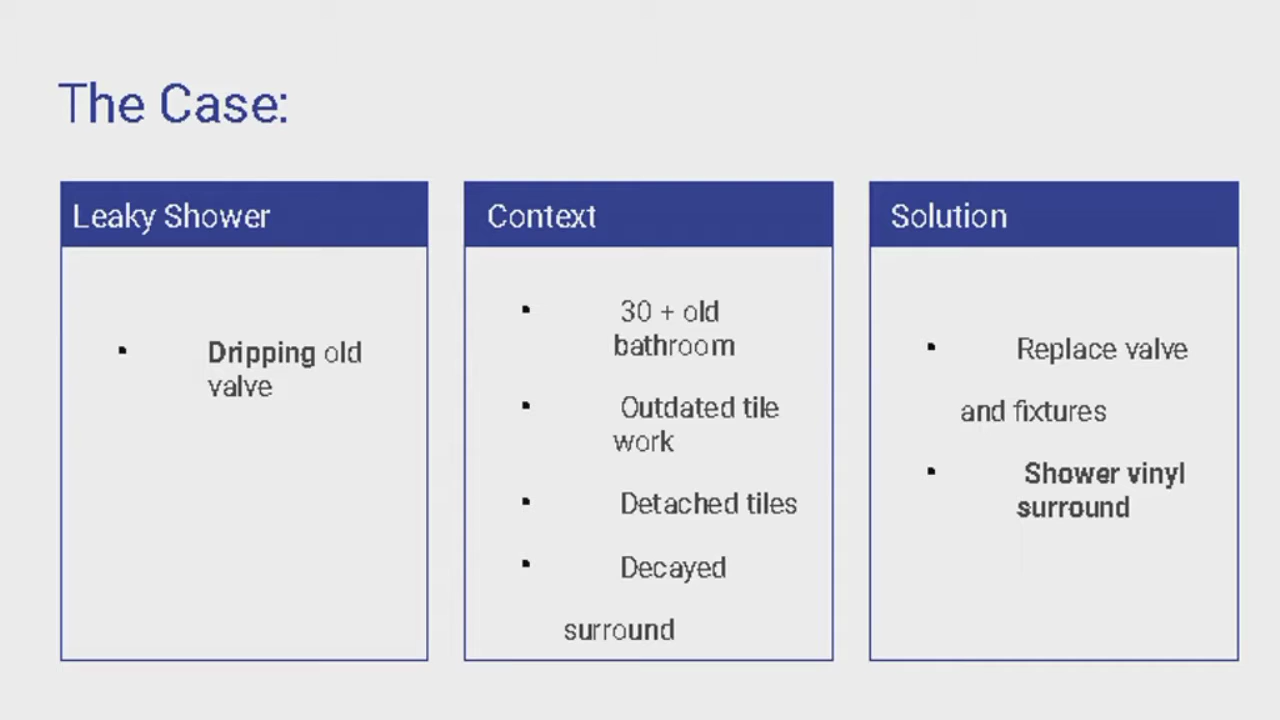 The Case:
Leaky Shower
▪ Dripping old
valve
Context
▪ 30 + old
bathroom
▪ Outdated tile
work
▪ Detached tiles
▪ Decayed
surround
Solution
▪ Replace valve
and fixtures
▪ Shower vinyl
surround